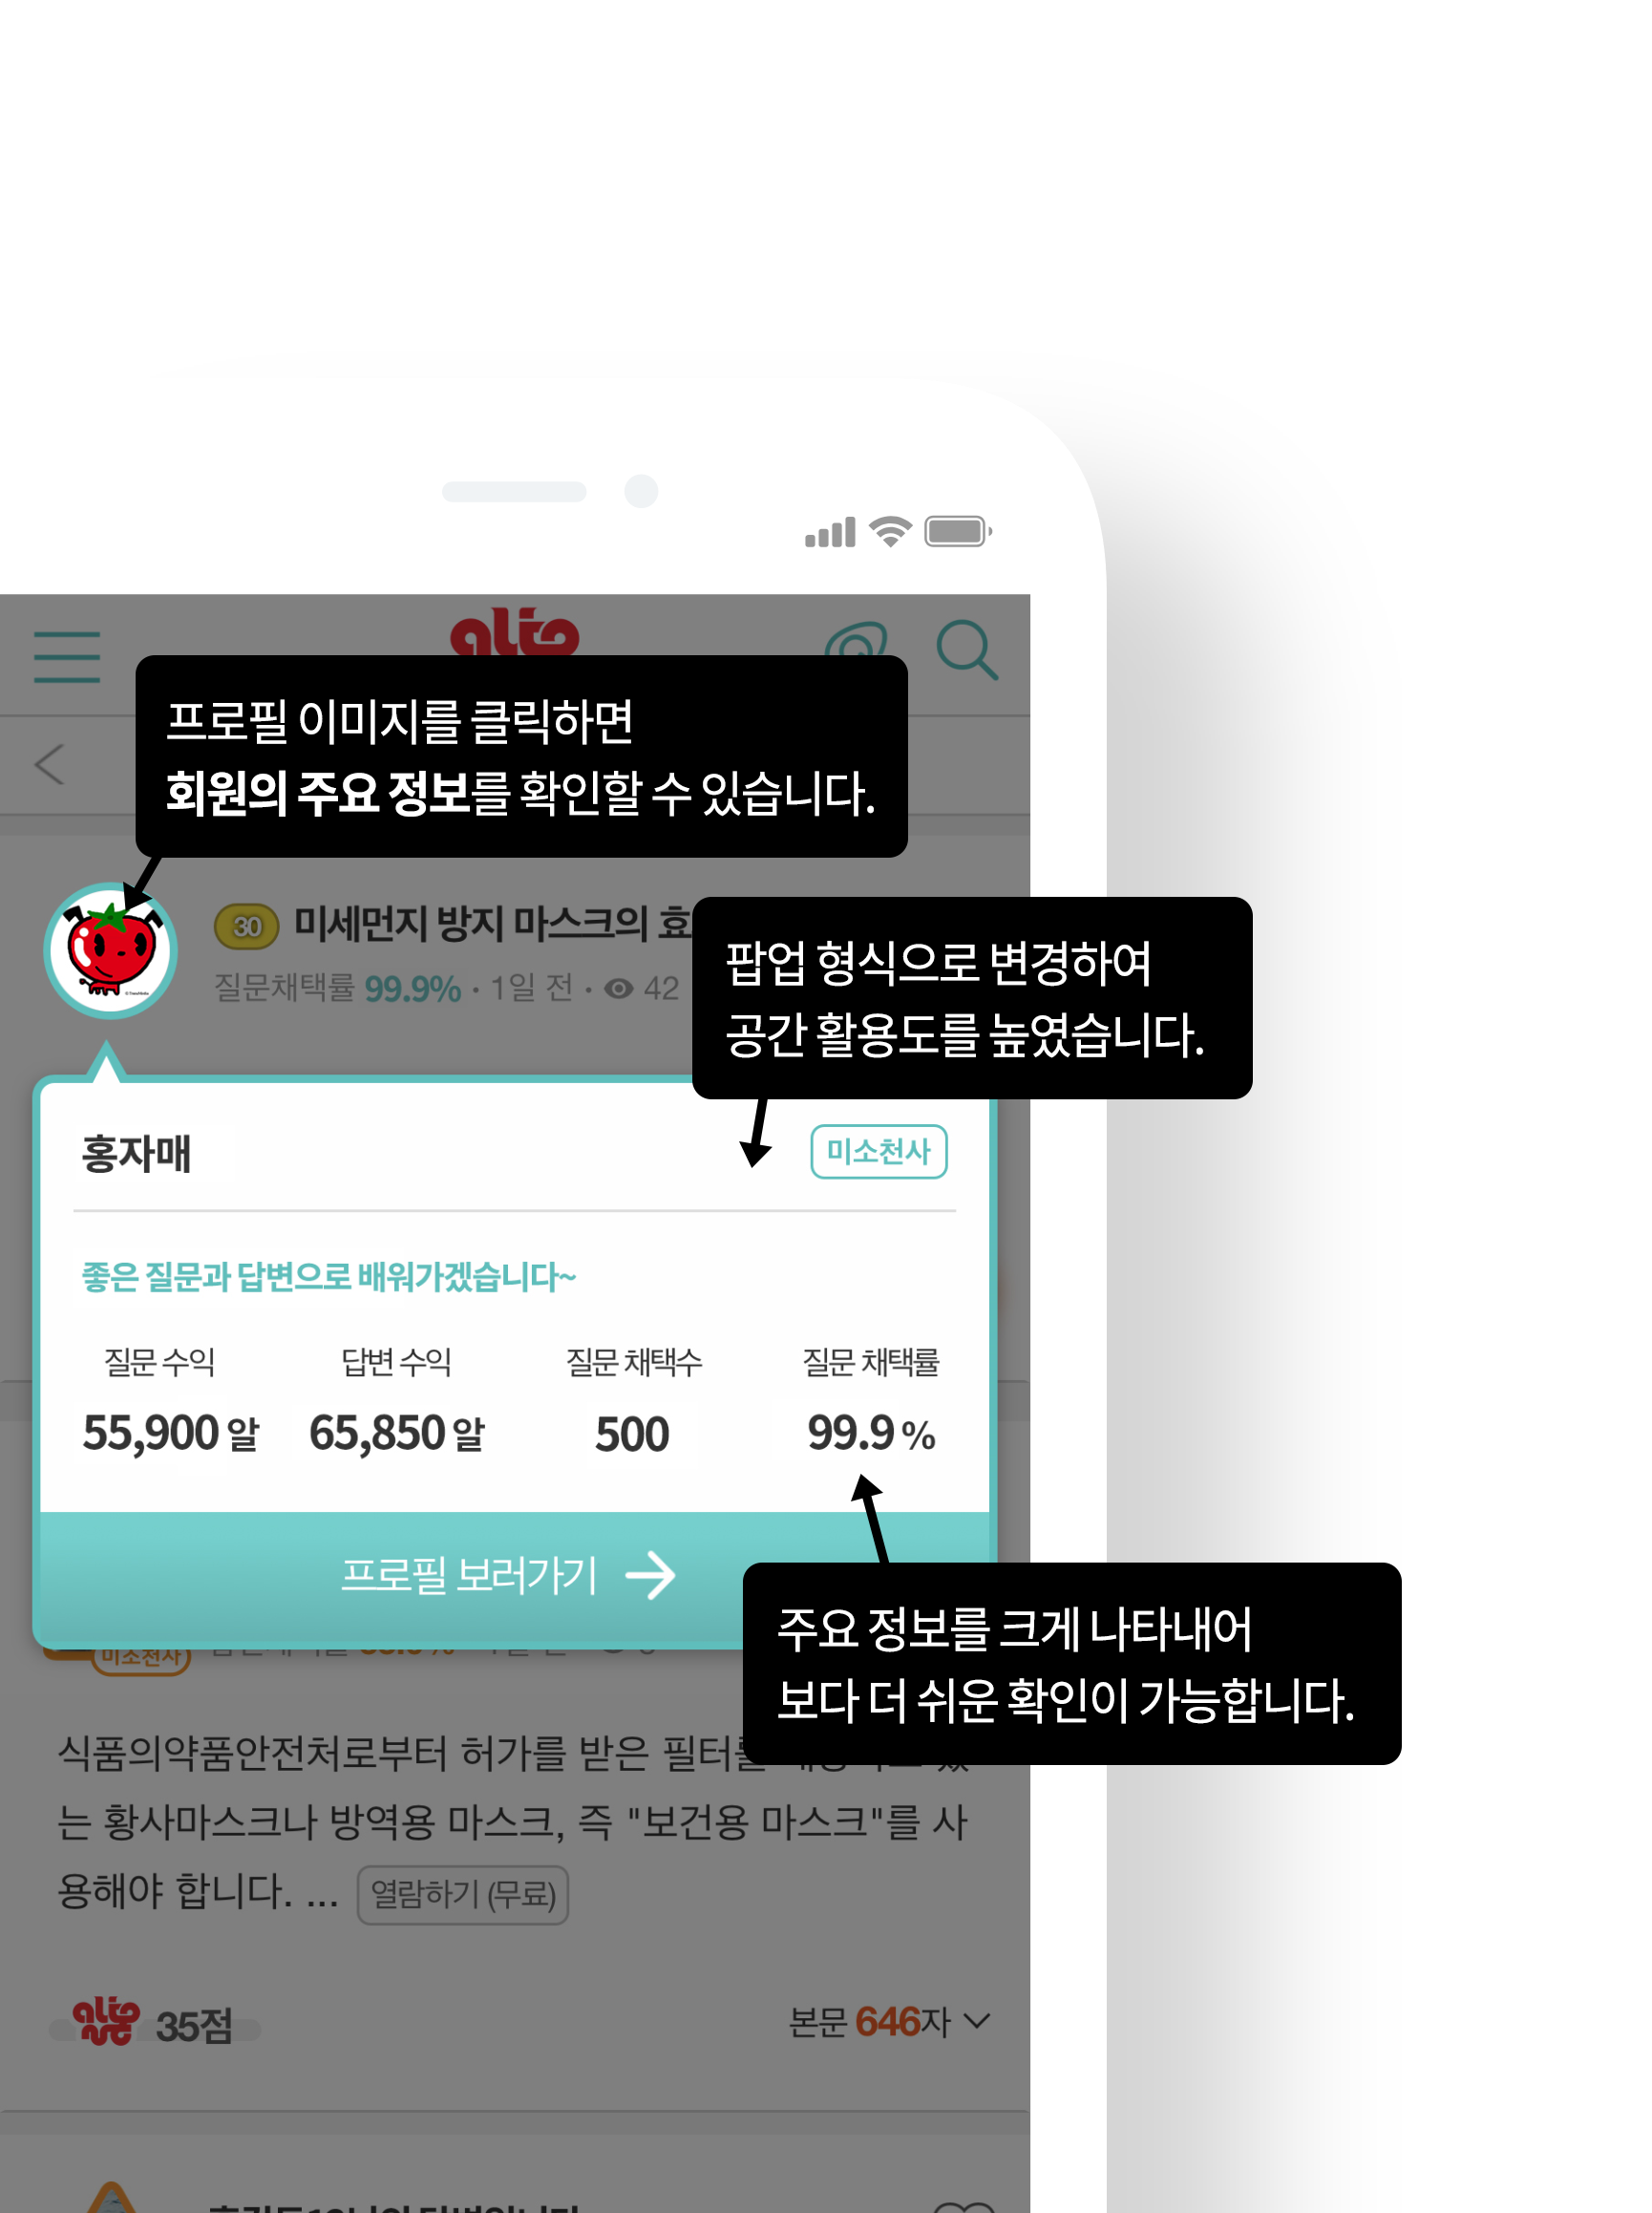 프로필 이미지를 클릭하면
회원의 주요 정보를 확인할 수 있습니다.
30 미세먼지 방지 마스크의 효
질문채택률 99.9% · 1일 전 · 42
팝업 형식으로 변경하여
공간 활용도를 높였습니다.
홍자매 미소천사
좋은 질문과 답변으로 배워가겠습니다~
질문 수익 답변 수익 질문 채택수 질문 채택률
55,900 알 65,850 알 500 99.9 %
프로필 보러가기
미소천사
주요 정보를 크게 나타내어
보다 더 쉬운 확인이 가능합니다.
식품의약품안전처로부터 허가를 받은 필터를
는 황사마스크나 방역용 마스크, 즉 "보건용 마스크"를 사
용해야 합니다. ... 열람하기 (무료)
35점 본문 646자